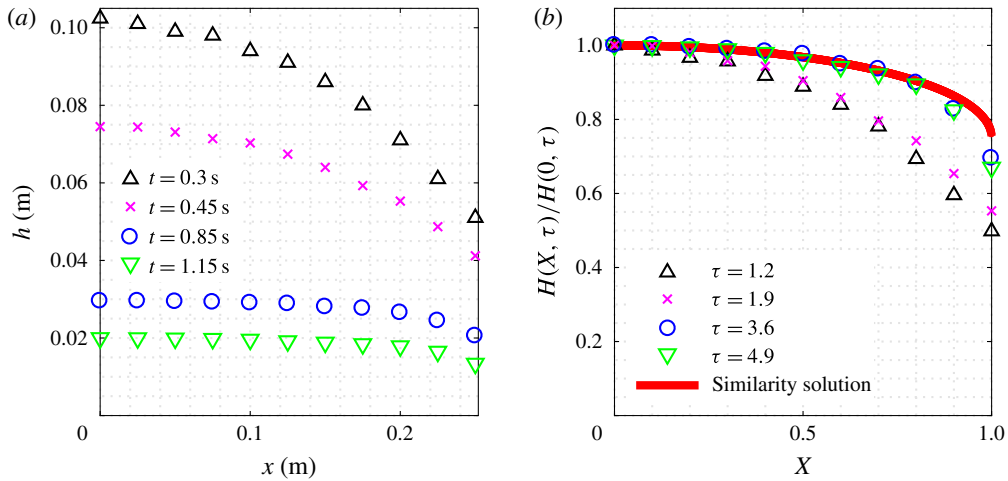 (a)
0.10
0.08
0.06
0.04
0.02
0
0.1
0.2
h (m)
x (m)
t = 0.3 s
t = 0.45 s
t = 0.85 s
t = 1.15 s
(b)
1.0
0.8
0.6
0.4
0.2
0
0.5
1.0
H(X, τ)/H(0, τ)
X
τ = 1.2
τ = 1.9
τ = 3.6
τ = 4.9
Similarity solution